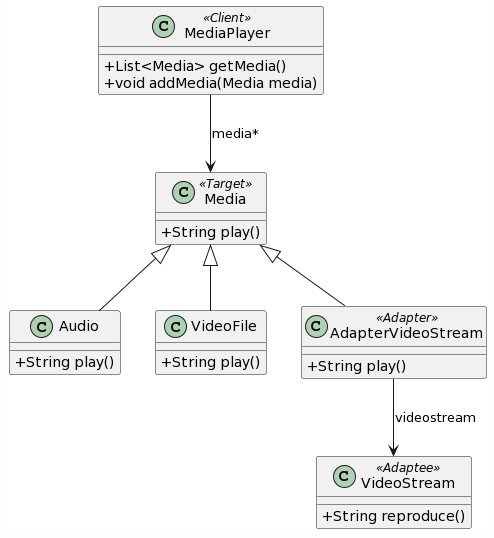 C «Client»
MediaPlayer
+List<Media> getMedia()
+void addMedia(Media media)
media*
C «Target»
Media
+String play()
C Audio
+String play()
C VideoFile
+String play()
C «Adapter»
AdapterVideoStream
+String play()
videostream
C «Adaptee»
VideoStream
+String reproduce()